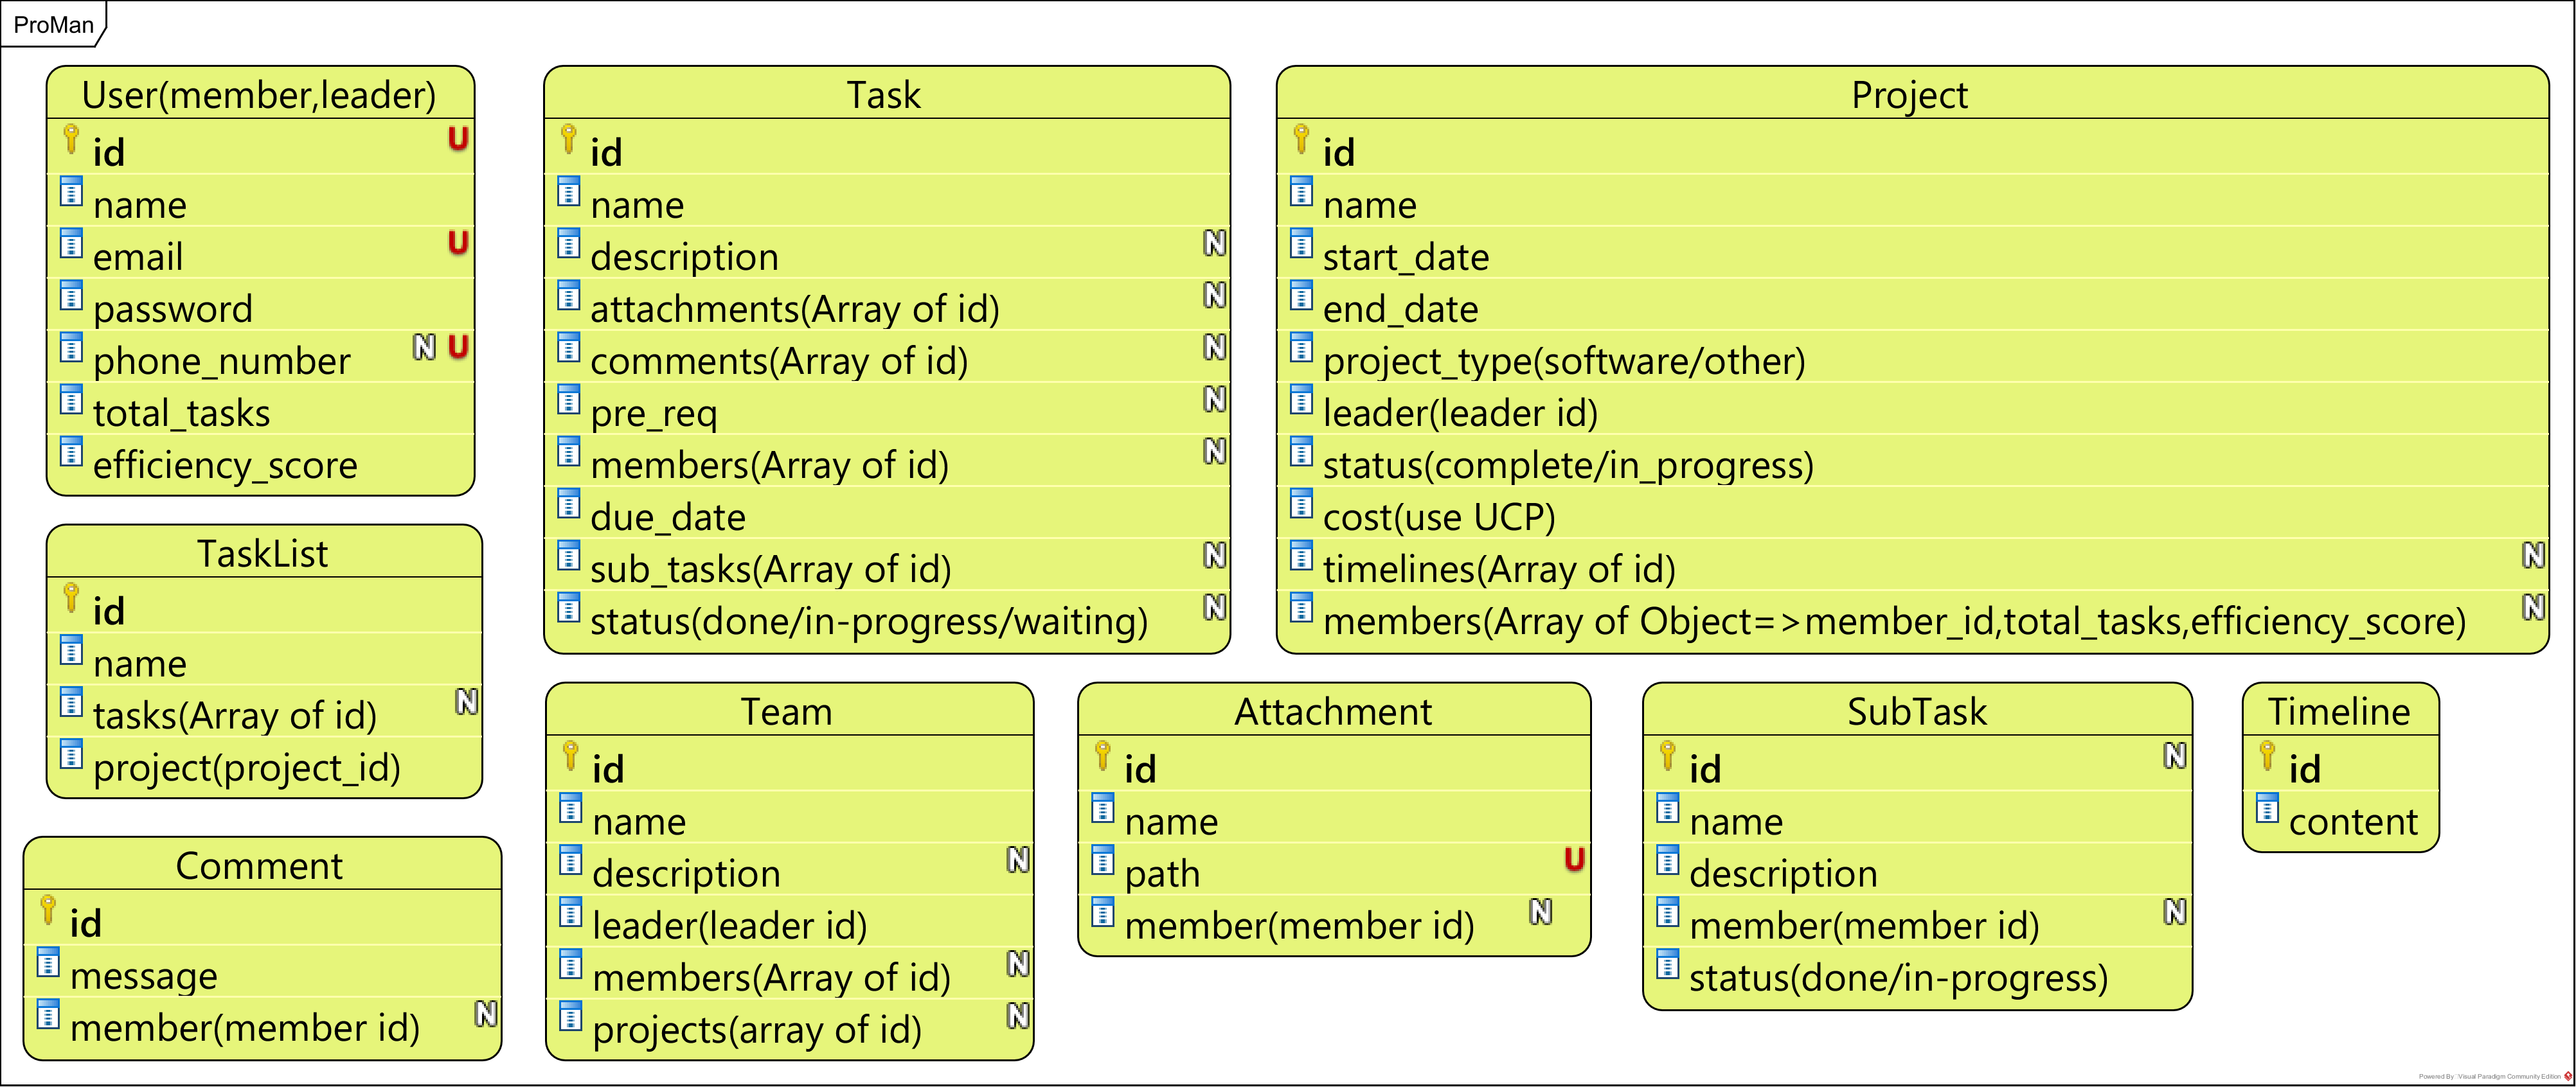 ProMan
User(member,leader)
id U
name
email U
password
phone_number N U
total_tasks
efficiency_score
Task
id
name
description N
attachments(Array of id) N
comments(Array of id) N
pre_req N
members(Array of id) N
due_date
sub_tasks(Array of id) N
status(done/in-progress/waiting) N
Project
id
name
start_date
end_date
project_type(software/other)
leader(leader id)
status(complete/in_progress)
cost(use UCP)
timelines(Array of id) N
members(Array of Object=>member_id,total_tasks,efficiency_score) N
TaskList
id
name
tasks(Array of id) N
project(project_id)
Comment
id
message
member(member id) N
Team
id
name
description N
leader(leader id)
members(Array of id) N
projects(array of id) N
Attachment
id
name
path U
member(member id) N
SubTask
id N
name
description
member(member id) N
status(done/in-progress)
Timeline
id
content
Powered By Visual Paradigm Community Edition